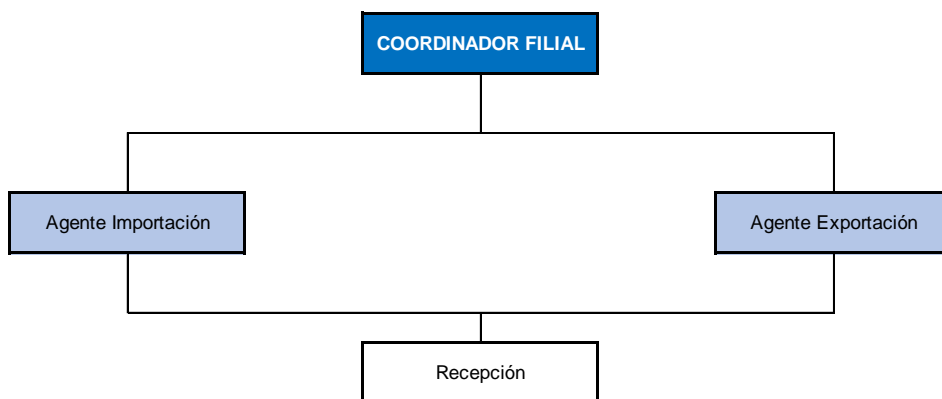 COORDINADOR FILIAL
Agente Importación
Agente Exportación
Recepción